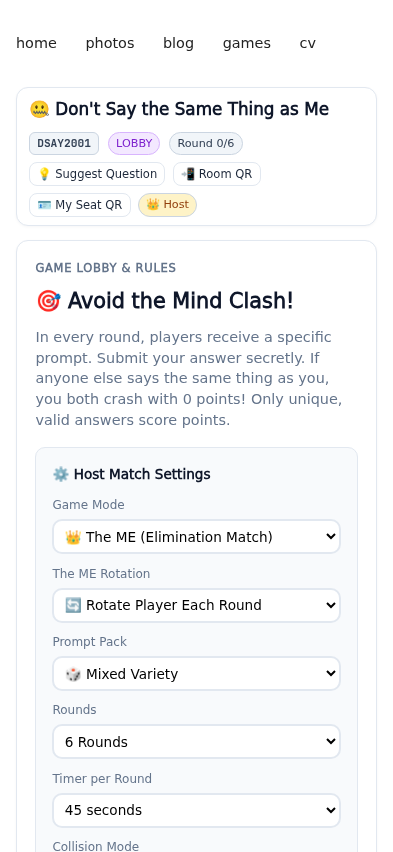 home photos blog games cv
🤐 Don't Say the Same Thing as Me
DSAY2001 LOBBY Round 0/6
💡 Suggest Question 📲 Room QR
🪪 My Seat QR 👑 Host
GAME LOBBY & RULES
🎯 Avoid the Mind Clash!
In every round, players receive a specific
prompt. Submit your answer secretly. If
anyone else says the same thing as you,
you both crash with 0 points! Only unique,
valid answers score points.
⚙️ Host Match Settings
Game Mode
👑 The ME (Elimination Match)
The ME Rotation
🔄 Rotate Player Each Round
Prompt Pack
🎲 Mixed Variety
Rounds
6 Rounds
Timer per Round
45 seconds
Collision Mode